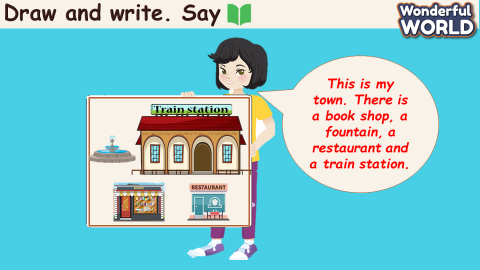 Draw and write. Say
Wonderful
WORLD
This is my
town. There is
a book shop, a
fountain, a
restaurant and
a train station.
Train station
RESTAURANT